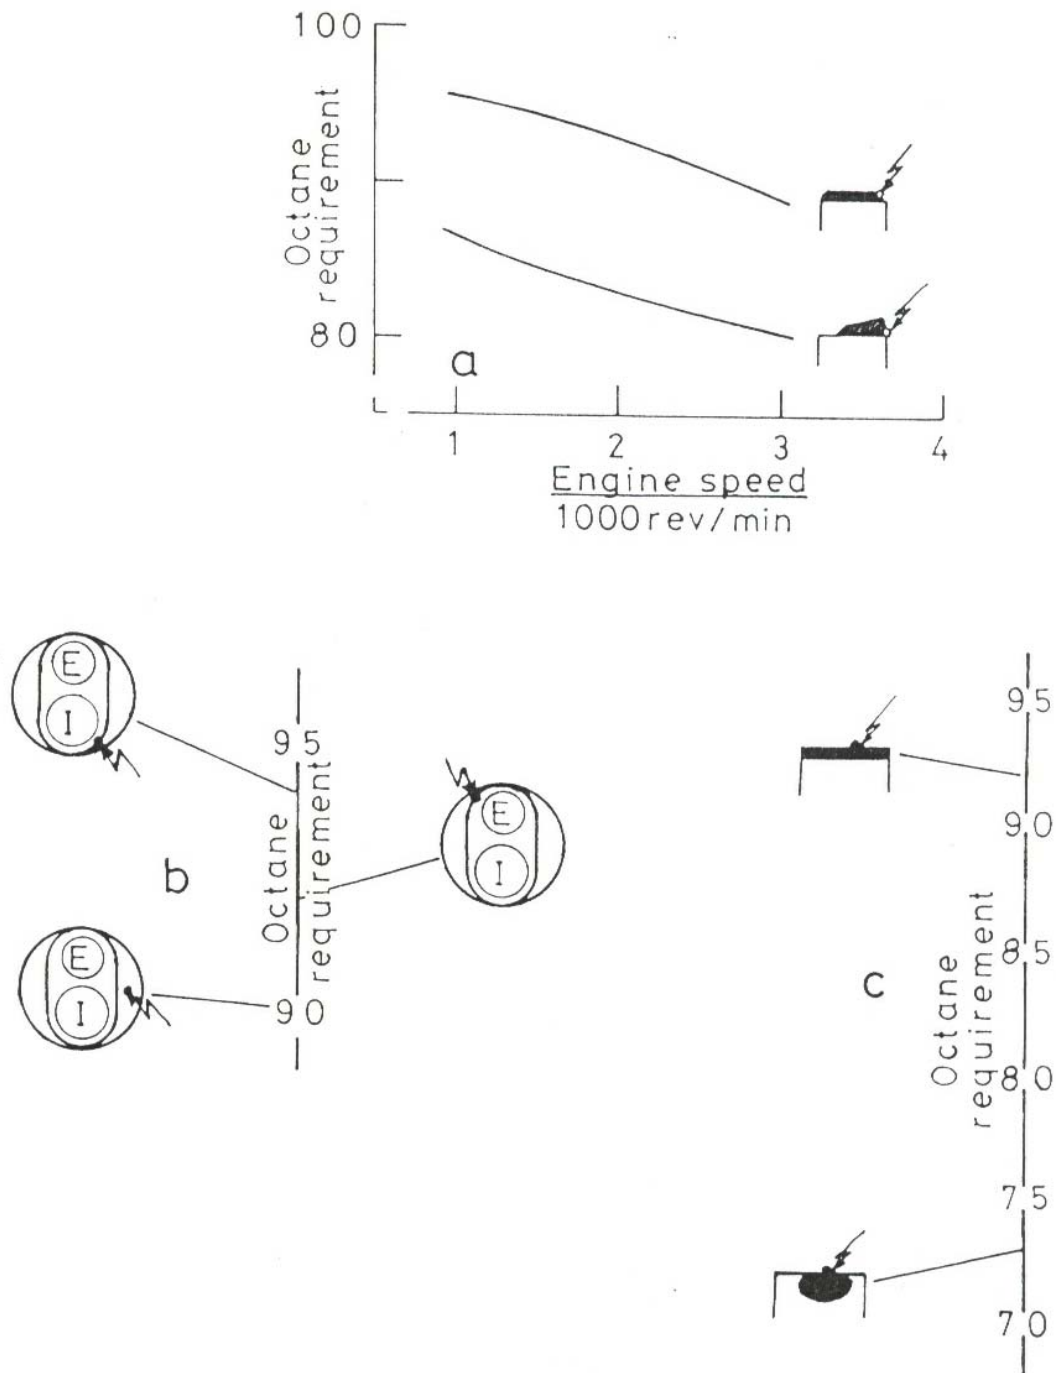 100
Octane
requirement
80
a
1 2 3 4
Engine speed
1000 rev/min
E
I
95
Octane
requirement
b
E
I
E
I
90
95
90
85
c
Octane
requirement
80
75
70